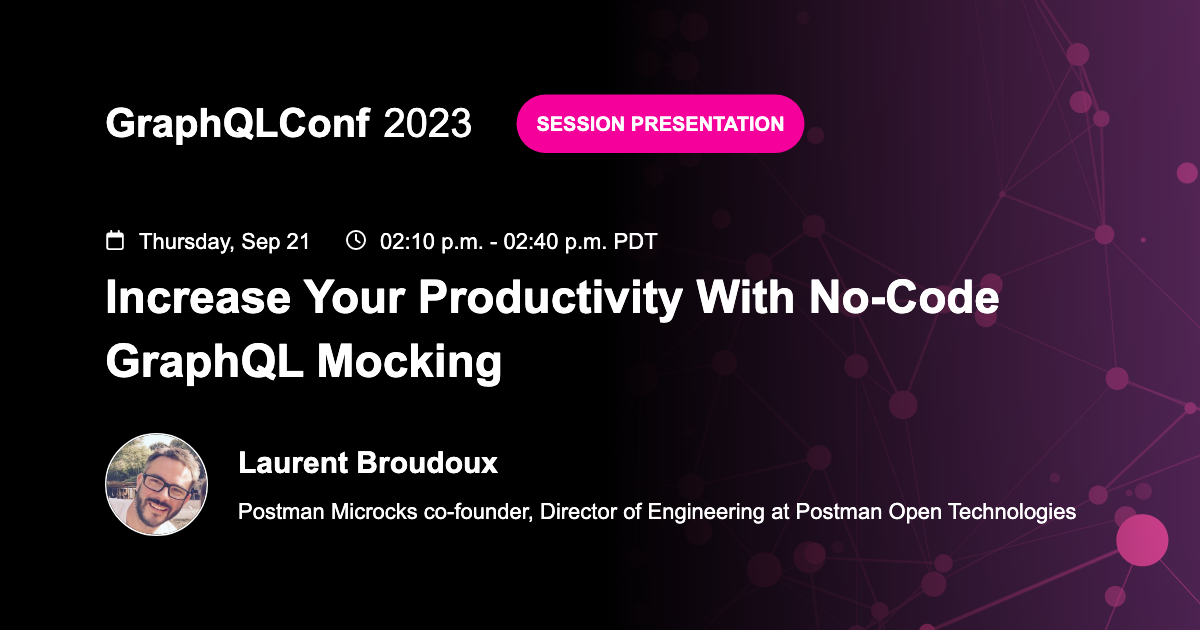 GraphQLConf 2023
SESSION PRESENTATION
Thursday, Sep 21
02:10 p.m. - 02:40 p.m. PDT
Increase Your Productivity With No-Code
GraphQL Mocking
Laurent Broudoux
Postman Microcks co-founder, Director of Engineering at Postman Open Technologies